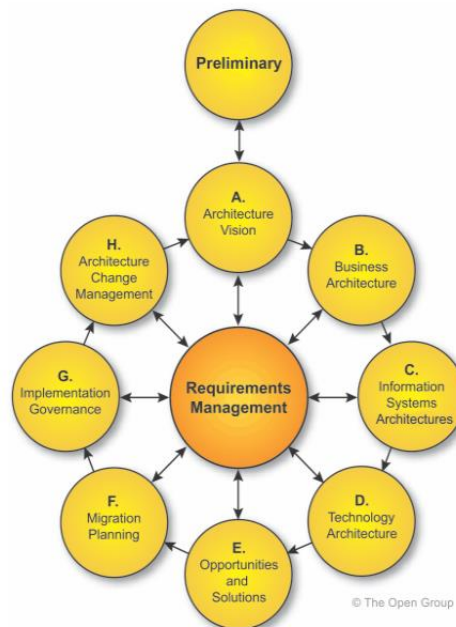 Preliminary
A.
Architecture
Vision
B.
Business
Architecture
C.
Information
Systems
Architectures
D.
Technology
Architecture
E.
Opportunities
and
Solutions
F.
Migration
Planning
G.
Implementation
Governance
H.
Architecture
Change
Management
Requirements
Management
© The Open Group